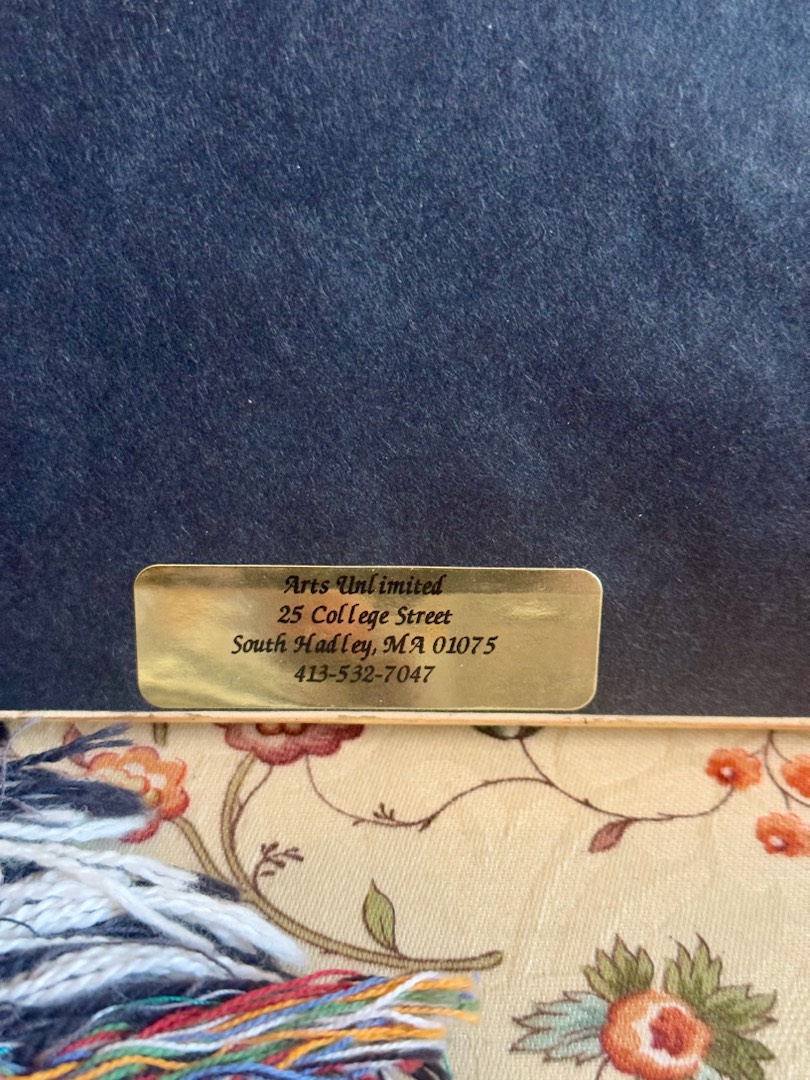 Arts Unlimited
25 College Street
South Hadley, MA 01075
413-532-7047